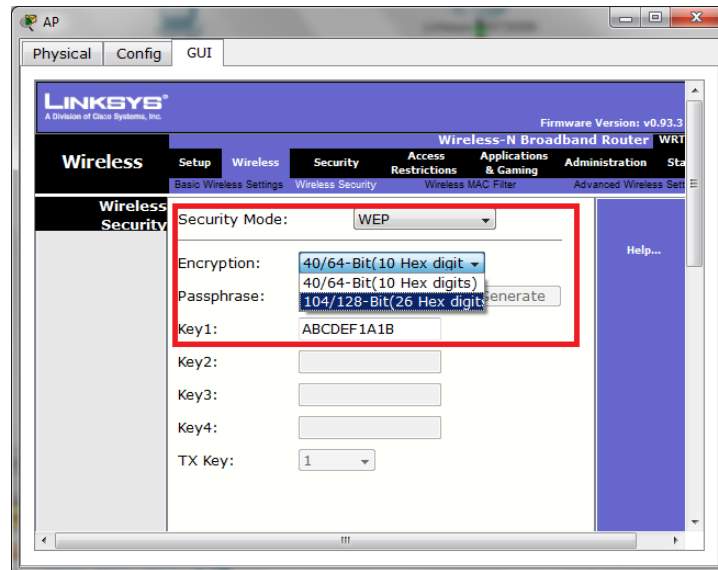 AP
Physical Config GUI
LINKSYS®
A Division of Cisco Systems, Inc.
Firmware Version: v0.93.3
Wireless-N Broadband Router WRT
Wireless
Setup Wireless Security Access Restrictions Applications & Gaming Administration Sta
Basic Wireless Settings Wireless Security Wireless MAC Filter Advanced Wireless Sett
Wireless Security
Security Mode: WEP
Help...
Encryption: 40/64-Bit(10 Hex digit
40/64-Bit(10 Hex digits)
104/128-Bit(26 Hex digits
Passphrase: Generate
Key1: ABCDEF1A1B
Key2:
Key3:
Key4:
TX Key: 1